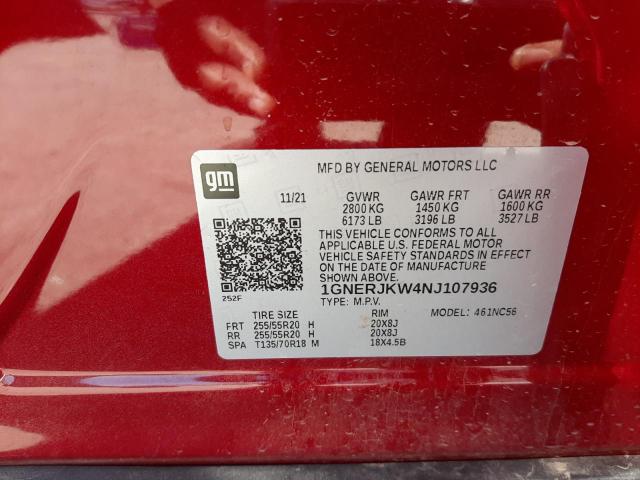 gm
MFD BY GENERAL MOTORS LLC
11/21 GVWR GAWR FRT GAWR RR
2800 KG 1450 KG 1600 KG
6173 LB 3196 LB 3527 LB
THIS VEHICLE CONFORMS TO ALL
APPLICABLE U.S. FEDERAL MOTOR
VEHICLE SAFETY STANDARDS IN EFFECT
ON THE DATE OF MANUFACTURE
SHOWN ABOVE.
252F
1GNERJKW4NJ107936
TYPE: M.P.V. MODEL: 461NC56
TIRE SIZE RIM
FRT 255/55R20 H 20X8J
RR 255/55R20 H 20X8J
SPA T135/70R18 M 18X4.5B